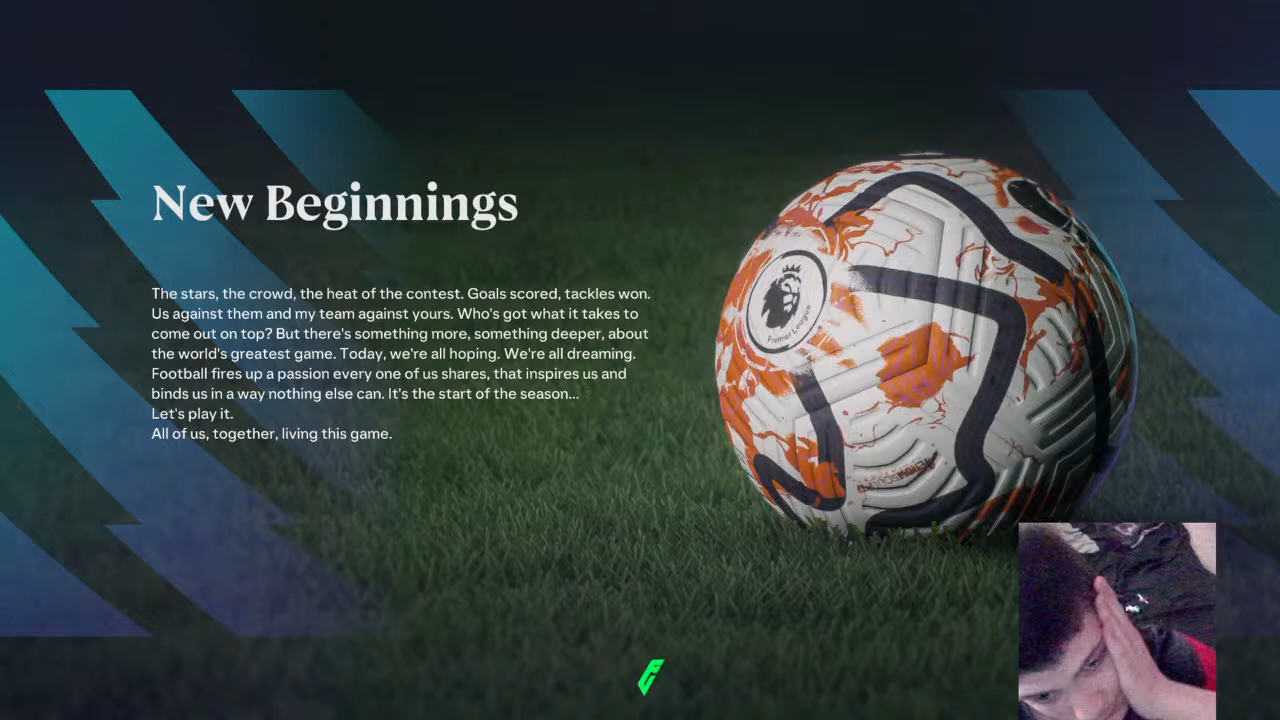 New Beginnings
The stars, the crowd, the heat of the contest. Goals scored, tackles won.
Us against them and my team against yours. Who's got what it takes to
come out on top? But there's something more, something deeper, about
the world's greatest game. Today, we're all hoping. We're all dreaming.
Football fires up a passion every one of us shares, that inspires us and
binds us in a way nothing else can. It's the start of the season...
Let's play it.
All of us, together, living this game.
Premier League